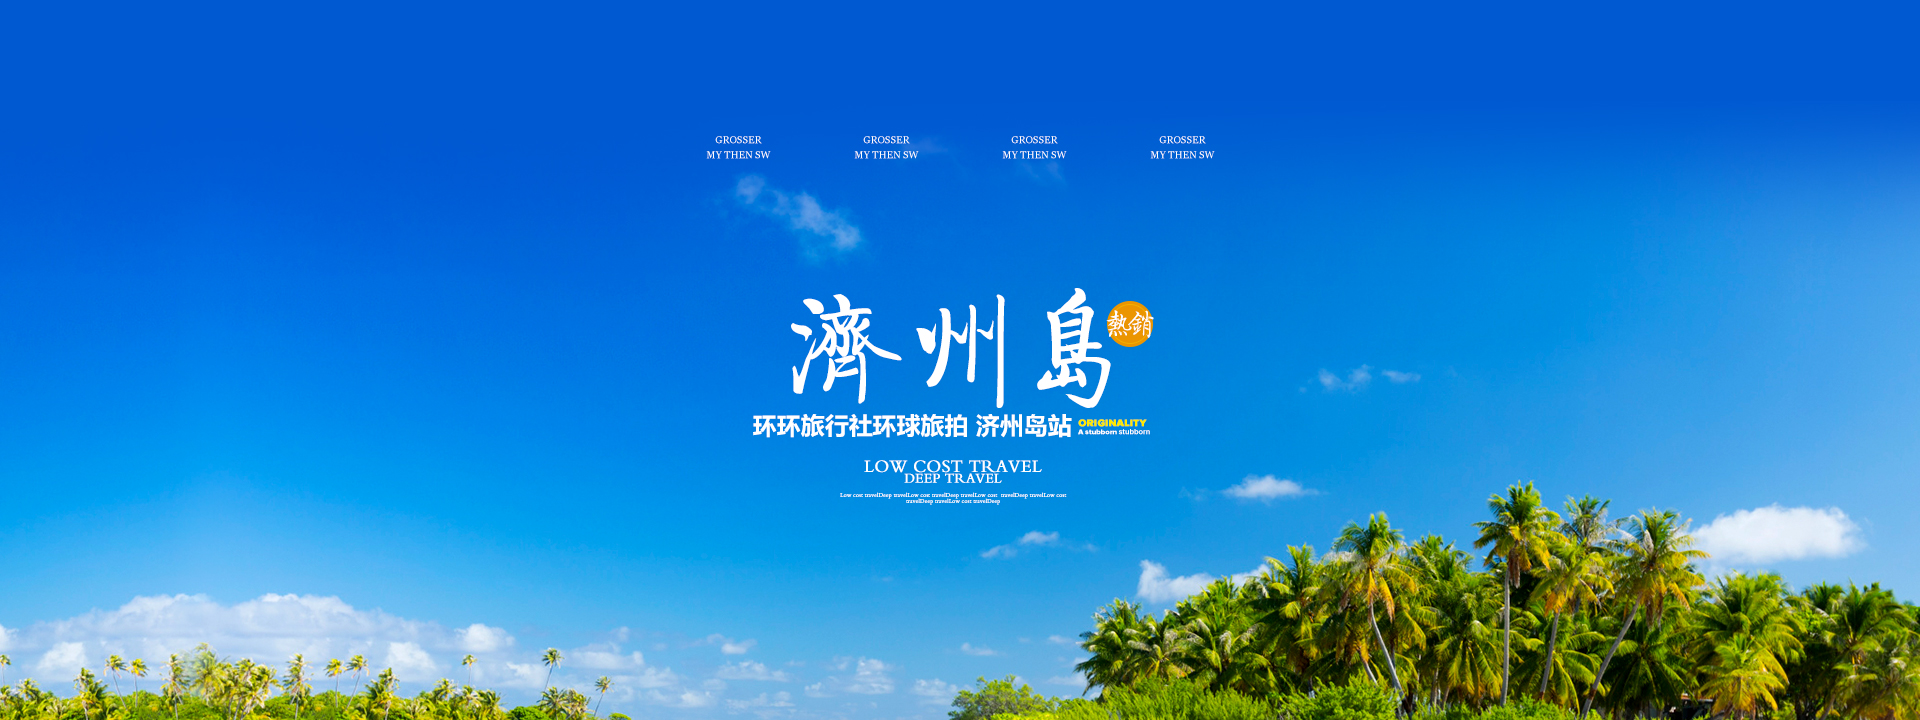 GROSSER GROSSER GROSSER GROSSER
MY THEN SW MY THEN SW MY THEN SW MY THEN SW
濟州島
熱銷
环环旅行社环球旅拍 济州岛站
ORIGINALITY
A stubborn stubborn
LOW COST TRAVEL
DEEP TRAVEL
Low cost travelDeep travelLow cost travelDeep travelLow cost travelDeep travelLow cost
travelDeep travelLow cost travelDeep